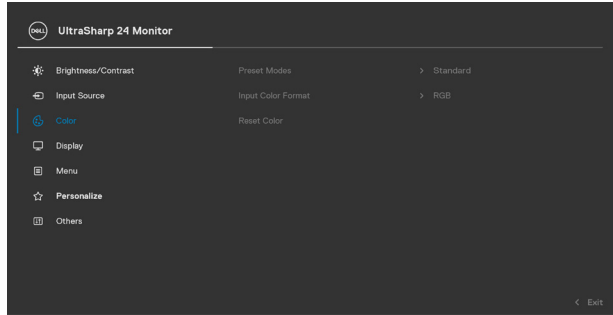 DELL UltraSharp 24 Monitor
Brightness/Contrast Preset Modes > Standard
Input Source Input Color Format > RGB
Color Reset Color
Display
Menu
Personalize
Others
< Exit